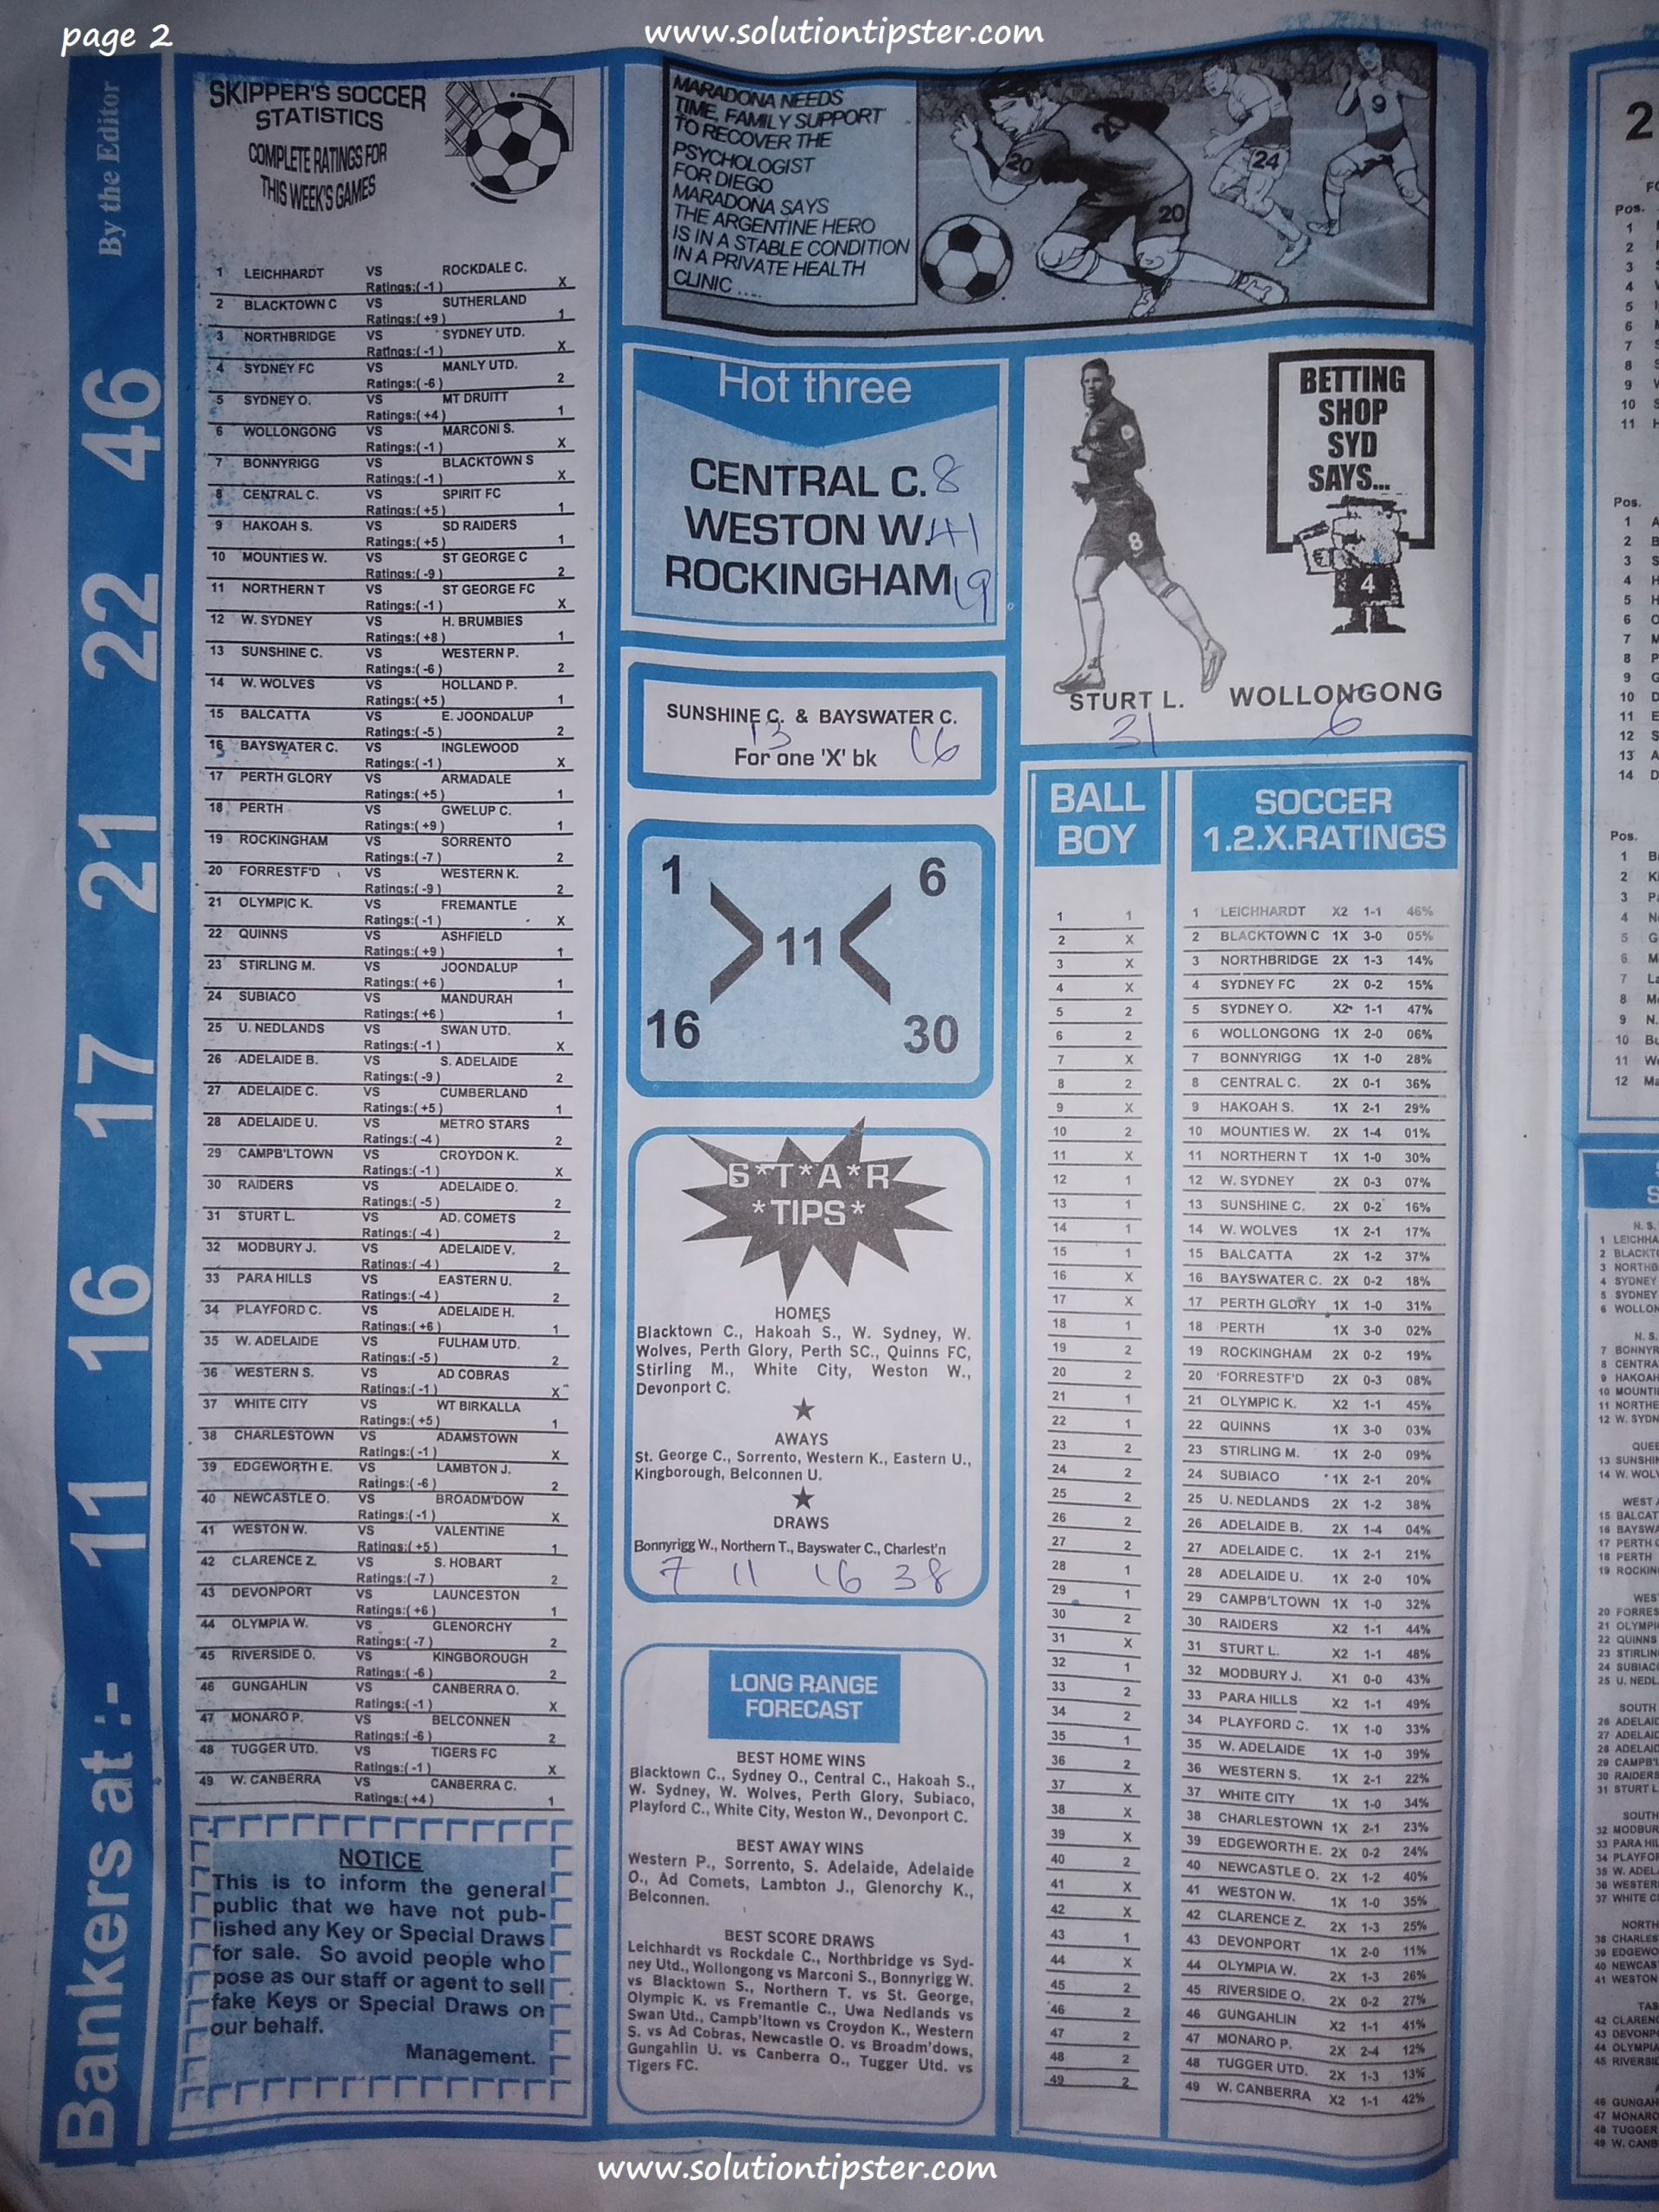 page 2
www.solutiontipster.com
Bankers at :- 11 16 17 21 22 46 By the Editor
SKIPPER'S SOCCER
STATISTICS
COMPLETE RATINGS FOR
THIS WEEK'S GAMES
1 LEICHHARDT VS ROCKDALE C.
Ratings:( -1 ) X
2 BLACKTOWN C VS SUTHERLAND
Ratings:( +9 ) 1
3 NORTHBRIDGE VS SYDNEY UTD.
Ratings:( -1 ) X
4 SYDNEY FC VS MANLY UTD.
Ratings:( -6 ) 2
5 SYDNEY O. VS MT DRUITT
Ratings:( +4 ) 1
6 WOLLONGONG VS MARCONI S.
Ratings:( -1 ) X
7 BONNYRIGG VS BLACKTOWN S
Ratings:( -1 ) X
8 CENTRAL C. VS SPIRIT FC
Ratings:( +5 ) 1
9 HAKOAH S. VS SD RAIDERS
Ratings:( +5 ) 1
10 MOUNTIES W. VS ST GEORGE C
Ratings:( -9 ) 2
11 NORTHERN T VS ST GEORGE FC
Ratings:( -1 ) X
12 W. SYDNEY VS H. BRUMBIES
Ratings:( +8 ) 1
13 SUNSHINE C. VS WESTERN P.
Ratings:( -6 ) 2
14 W. WOLVES VS HOLLAND P.
Ratings:( +5 ) 1
15 BALCATTA VS E. JOONDALUP
Ratings:( -5 ) 2
16 BAYSWATER C. VS INGLEWOOD
Ratings:( -1 ) X
17 PERTH GLORY VS ARMADALE
Ratings:( +5 ) 1
18 PERTH VS GWELUP C.
Ratings:( +9 ) 1
19 ROCKINGHAM VS SORRENTO
Ratings:( -7 ) 2
20 FORRESTF'D VS WESTERN K.
Ratings:( -9 ) 2
21 OLYMPIC K. VS FREMANTLE
Ratings:( -1 ) X
22 QUINNS VS ASHFIELD
Ratings:( +9 ) 1
23 STIRLING M. VS JOONDALUP
Ratings:( +6 ) 1
24 SUBIACO VS MANDURAH
Ratings:( +6 ) 1
25 U. NEDLANDS VS SWAN UTD.
Ratings:( -1 ) X
26 ADELAIDE B. VS S. ADELAIDE
Ratings:( -9 ) 2
27 ADELAIDE C. VS CUMBERLAND
Ratings:( +5 ) 1
28 ADELAIDE U. VS METRO STARS
Ratings:( -4 ) 2
29 CAMPB'LTOWN VS CROYDON K.
Ratings:( -1 ) X
30 RAIDERS VS ADELAIDE O.
Ratings:( -5 ) 2
31 STURT L. VS AD. COMETS
Ratings:( -4 ) 2
32 MODBURY J. VS ADELAIDE V.
Ratings:( -4 ) 2
33 PARA HILLS VS EASTERN U.
Ratings:( -4 ) 2
34 PLAYFORD C. VS ADELAIDE H.
Ratings:( +6 ) 1
35 W. ADELAIDE VS FULHAM UTD.
Ratings:( -5 ) 2
36 WESTERN S. VS AD COBRAS
Ratings:( -1 ) X
37 WHITE CITY VS WT BIRKALLA
Ratings:( +5 ) 1
38 CHARLESTOWN VS ADAMSTOWN
Ratings:( -1 ) X
39 EDGEWORTH E. VS LAMBTON J.
Ratings:( -6 ) 2
40 NEWCASTLE O. VS BROADM'DOW
Ratings:( -1 ) X
41 WESTON W. VS VALENTINE
Ratings:( +5 ) 1
42 CLARENCE Z. VS S. HOBART
Ratings:( -7 ) 2
43 DEVONPORT VS LAUNCESTON
Ratings:( +6 ) 1
44 OLYMPIA W. VS GLENORCHY
Ratings:( -7 ) 2
45 RIVERSIDE O. VS KINGBOROUGH
Ratings:( -6 ) 2
46 GUNGAHLIN VS CANBERRA O.
Ratings:( -1 ) X
47 MONARO P. VS BELCONNEN
Ratings:( -6 ) 2
48 TUGGER UTD. VS TIGERS FC
Ratings:( -1 ) X
49 W. CANBERRA VS CANBERRA C.
Ratings:( +4 ) 1
NOTICE
This is to inform the general
public that we have not pub-
lished any Key or Special Draws
for sale. So avoid people who
pose as our staff or agent to sell
fake Keys or Special Draws on
our behalf.
Management.
MARADONA NEEDS
TIME, FAMILY SUPPORT
TO RECOVER THE
PSYCHOLOGIST
FOR DIEGO
MARADONA SAYS
THE ARGENTINE HERO
IS IN A STABLE CONDITION
IN A PRIVATE HEALTH
CLINIC ....
20
20
20
24
9
Hot three
CENTRAL C. 8
WESTON W. 41
ROCKINGHAM 19
SUNSHINE C. & BAYSWATER C.
13 16
For one 'X' bk
1 6
11
16 30
S*T*A*R
*TIPS*
HOMES
Blacktown C., Hakoah S., W. Sydney, W.
Wolves, Perth Glory, Perth SC., Quinns FC,
Stirling M., White City, Weston W.,
Devonport C.
AWAYS
St. George C., Sorrento, Western K., Eastern U.,
Kingborough, Belconnen U.
DRAWS
Bonnyrigg W., Northern T., Bayswater C., Charlest'n
7 11 16 38
LONG RANGE
FORECAST
BEST HOME WINS
Blacktown C., Sydney O., Central C., Hakoah S.,
W. Sydney, W. Wolves, Perth Glory, Subiaco,
Playford C., White City, Weston W., Devonport C.
BEST AWAY WINS
Western P., Sorrento, S. Adelaide, Adelaide
O., Ad Comets, Lambton J., Glenorchy K.,
Belconnen.
BEST SCORE DRAWS
Leichhardt vs Rockdale C., Northbridge vs Syd-
ney Utd., Wollongong vs Marconi S., Bonnyrigg W.
vs Blacktown S., Northern T. vs St. George,
Olympic K. vs Fremantle C., Uwa Nedlands vs
Swan Utd., Campb'ltown vs Croydon K., Western
S. vs Ad Cobras, Newcastle O. vs Broadm'dows,
Gungahlin U. vs Canberra O., Tugger Utd. vs
Tigers FC.
BETTING
SHOP
SYD
SAYS...
8
4
STURT L. WOLLONGONG
31 6
BALL
BOY
1 1
2 X
3 X
4 X
5 2
6 2
7 X
8 2
9 X
10 2
11 X
12 1
13 1
14 1
15 1
16 X
17 X
18 1
19 2
20 2
21 1
22 1
23 2
24 2
25 2
26 2
27 2
28 1
29 1
30 2
31 X
32 1
33 2
34 2
35 1
36 2
37 X
38 X
39 X
40 2
41 X
42 X
43 1
44 X
45 2
46 2
47 2
48 2
49 2
SOCCER
1.2.X.RATINGS
1 LEICHHARDT X2 1-1 46%
2 BLACKTOWN C 1X 3-0 05%
3 NORTHBRIDGE 2X 1-3 14%
4 SYDNEY FC 2X 0-2 15%
5 SYDNEY O. X2 1-1 47%
6 WOLLONGONG 1X 2-0 06%
7 BONNYRIGG 1X 1-0 28%
8 CENTRAL C. 2X 0-1 36%
9 HAKOAH S. 1X 2-1 29%
10 MOUNTIES W. 2X 1-4 01%
11 NORTHERN T 1X 1-0 30%
12 W. SYDNEY 2X 0-3 07%
13 SUNSHINE C. 2X 0-2 16%
14 W. WOLVES 1X 2-1 17%
15 BALCATTA 2X 1-2 37%
16 BAYSWATER C. 2X 0-2 18%
17 PERTH GLORY 1X 1-0 31%
18 PERTH 1X 3-0 02%
19 ROCKINGHAM 2X 0-2 19%
20 FORRESTF'D 2X 0-3 08%
21 OLYMPIC K. X2 1-1 45%
22 QUINNS 1X 3-0 03%
23 STIRLING M. 1X 2-0 09%
24 SUBIACO 1X 2-1 20%
25 U. NEDLANDS 2X 1-2 38%
26 ADELAIDE B. 2X 1-4 04%
27 ADELAIDE C. 1X 2-1 21%
28 ADELAIDE U. 1X 2-0 10%
29 CAMPB'LTOWN 1X 1-0 32%
30 RAIDERS X2 1-1 44%
31 STURT L. X2 1-1 48%
32 MODBURY J. X1 0-0 43%
33 PARA HILLS X2 1-1 49%
34 PLAYFORD C. 1X 1-0 33%
35 W. ADELAIDE 1X 1-0 39%
36 WESTERN S. 1X 2-1 22%
37 WHITE CITY 1X 1-0 34%
38 CHARLESTOWN 1X 2-1 23%
39 EDGEWORTH E. 2X 0-2 24%
40 NEWCASTLE O. 2X 1-2 40%
41 WESTON W. 1X 1-0 35%
42 CLARENCE Z. 2X 1-3 25%
43 DEVONPORT 1X 2-0 11%
44 OLYMPIA W. 2X 1-3 26%
45 RIVERSIDE O. 2X 0-2 27%
46 GUNGAHLIN X2 1-1 41%
47 MONARO P. 2X 2-4 12%
48 TUGGER UTD. 2X 1-3 13%
49 W. CANBERRA X2 1-1 42%
www.solutiontipster.com